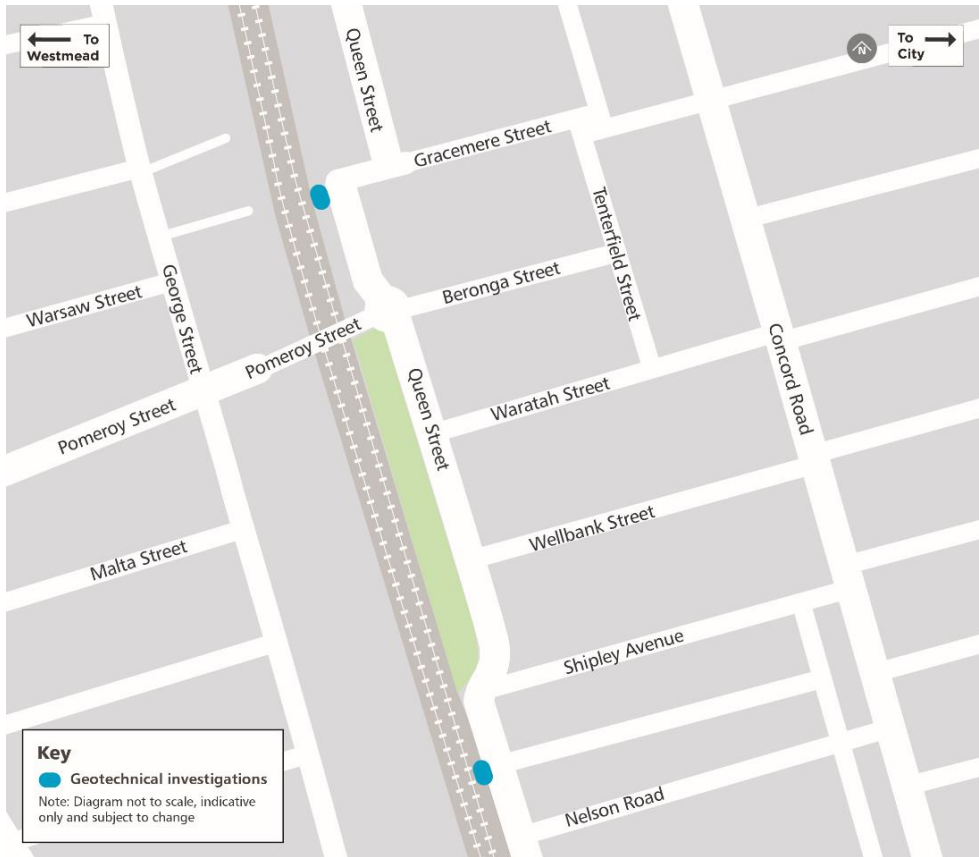 To
Westmead
N
To
City
Queen Street
Gracemere Street
Tenterfield Street
Beronga Street
Warsaw Street
George Street
Pomeroy Street
Pomeroy Street
Queen Street
Waratah Street
Concord Road
Wellbank Street
Malta Street
Shipley Avenue
Nelson Road
Key
Geotechnical investigations
Note: Diagram not to scale, indicative
only and subject to change